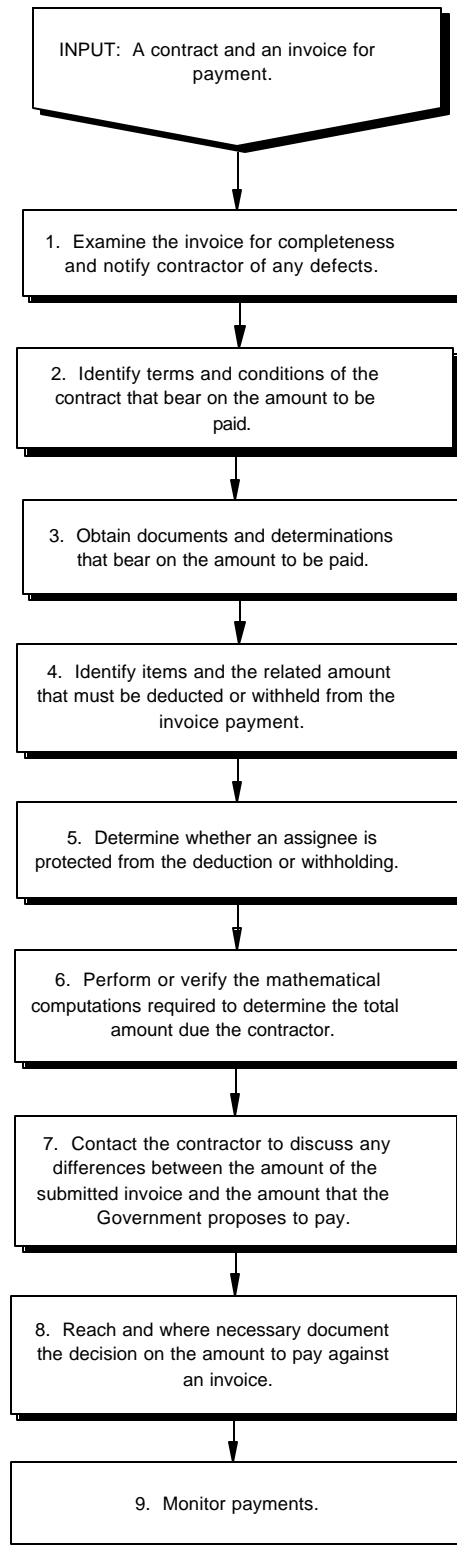 INPUT: A contract and an invoice for
payment.
1. Examine the invoice for completeness
and notify contractor of any defects.
2. Identify terms and conditions of the
contract that bear on the amount to be
paid.
3. Obtain documents and determinations
that bear on the amount to be paid.
4. Identify items and the related amount
that must be deducted or withheld from the
invoice payment.
5. Determine whether an assignee is
protected from the deduction or withholding.
6. Perform or verify the mathematical
computations required to determine the total
amount due the contractor.
7. Contact the contractor to discuss any
differences between the amount of the
submitted invoice and the amount that the
Government proposes to pay.
8. Reach and where necessary document
the decision on the amount to pay against
an invoice.
9. Monitor payments.